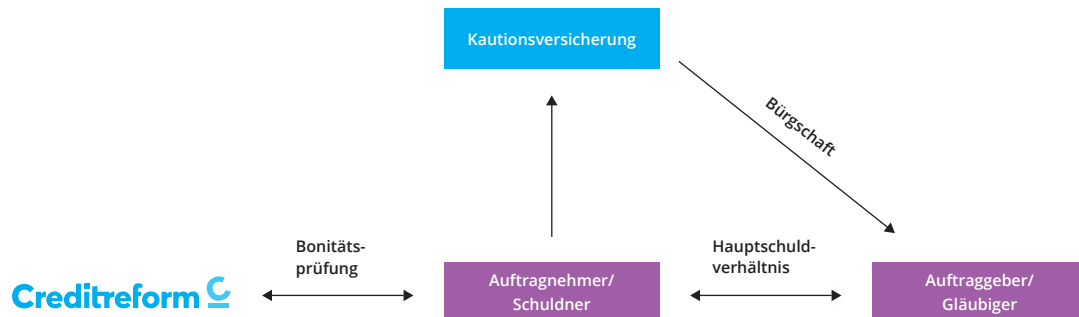 Kautionsversicherung
Bürgschaft
Bonitäts-
prüfung
Hauptschuld-
verhältnis
Creditreform C
Auftragnehmer/
Schuldner
Auftraggeber/
Gläubiger